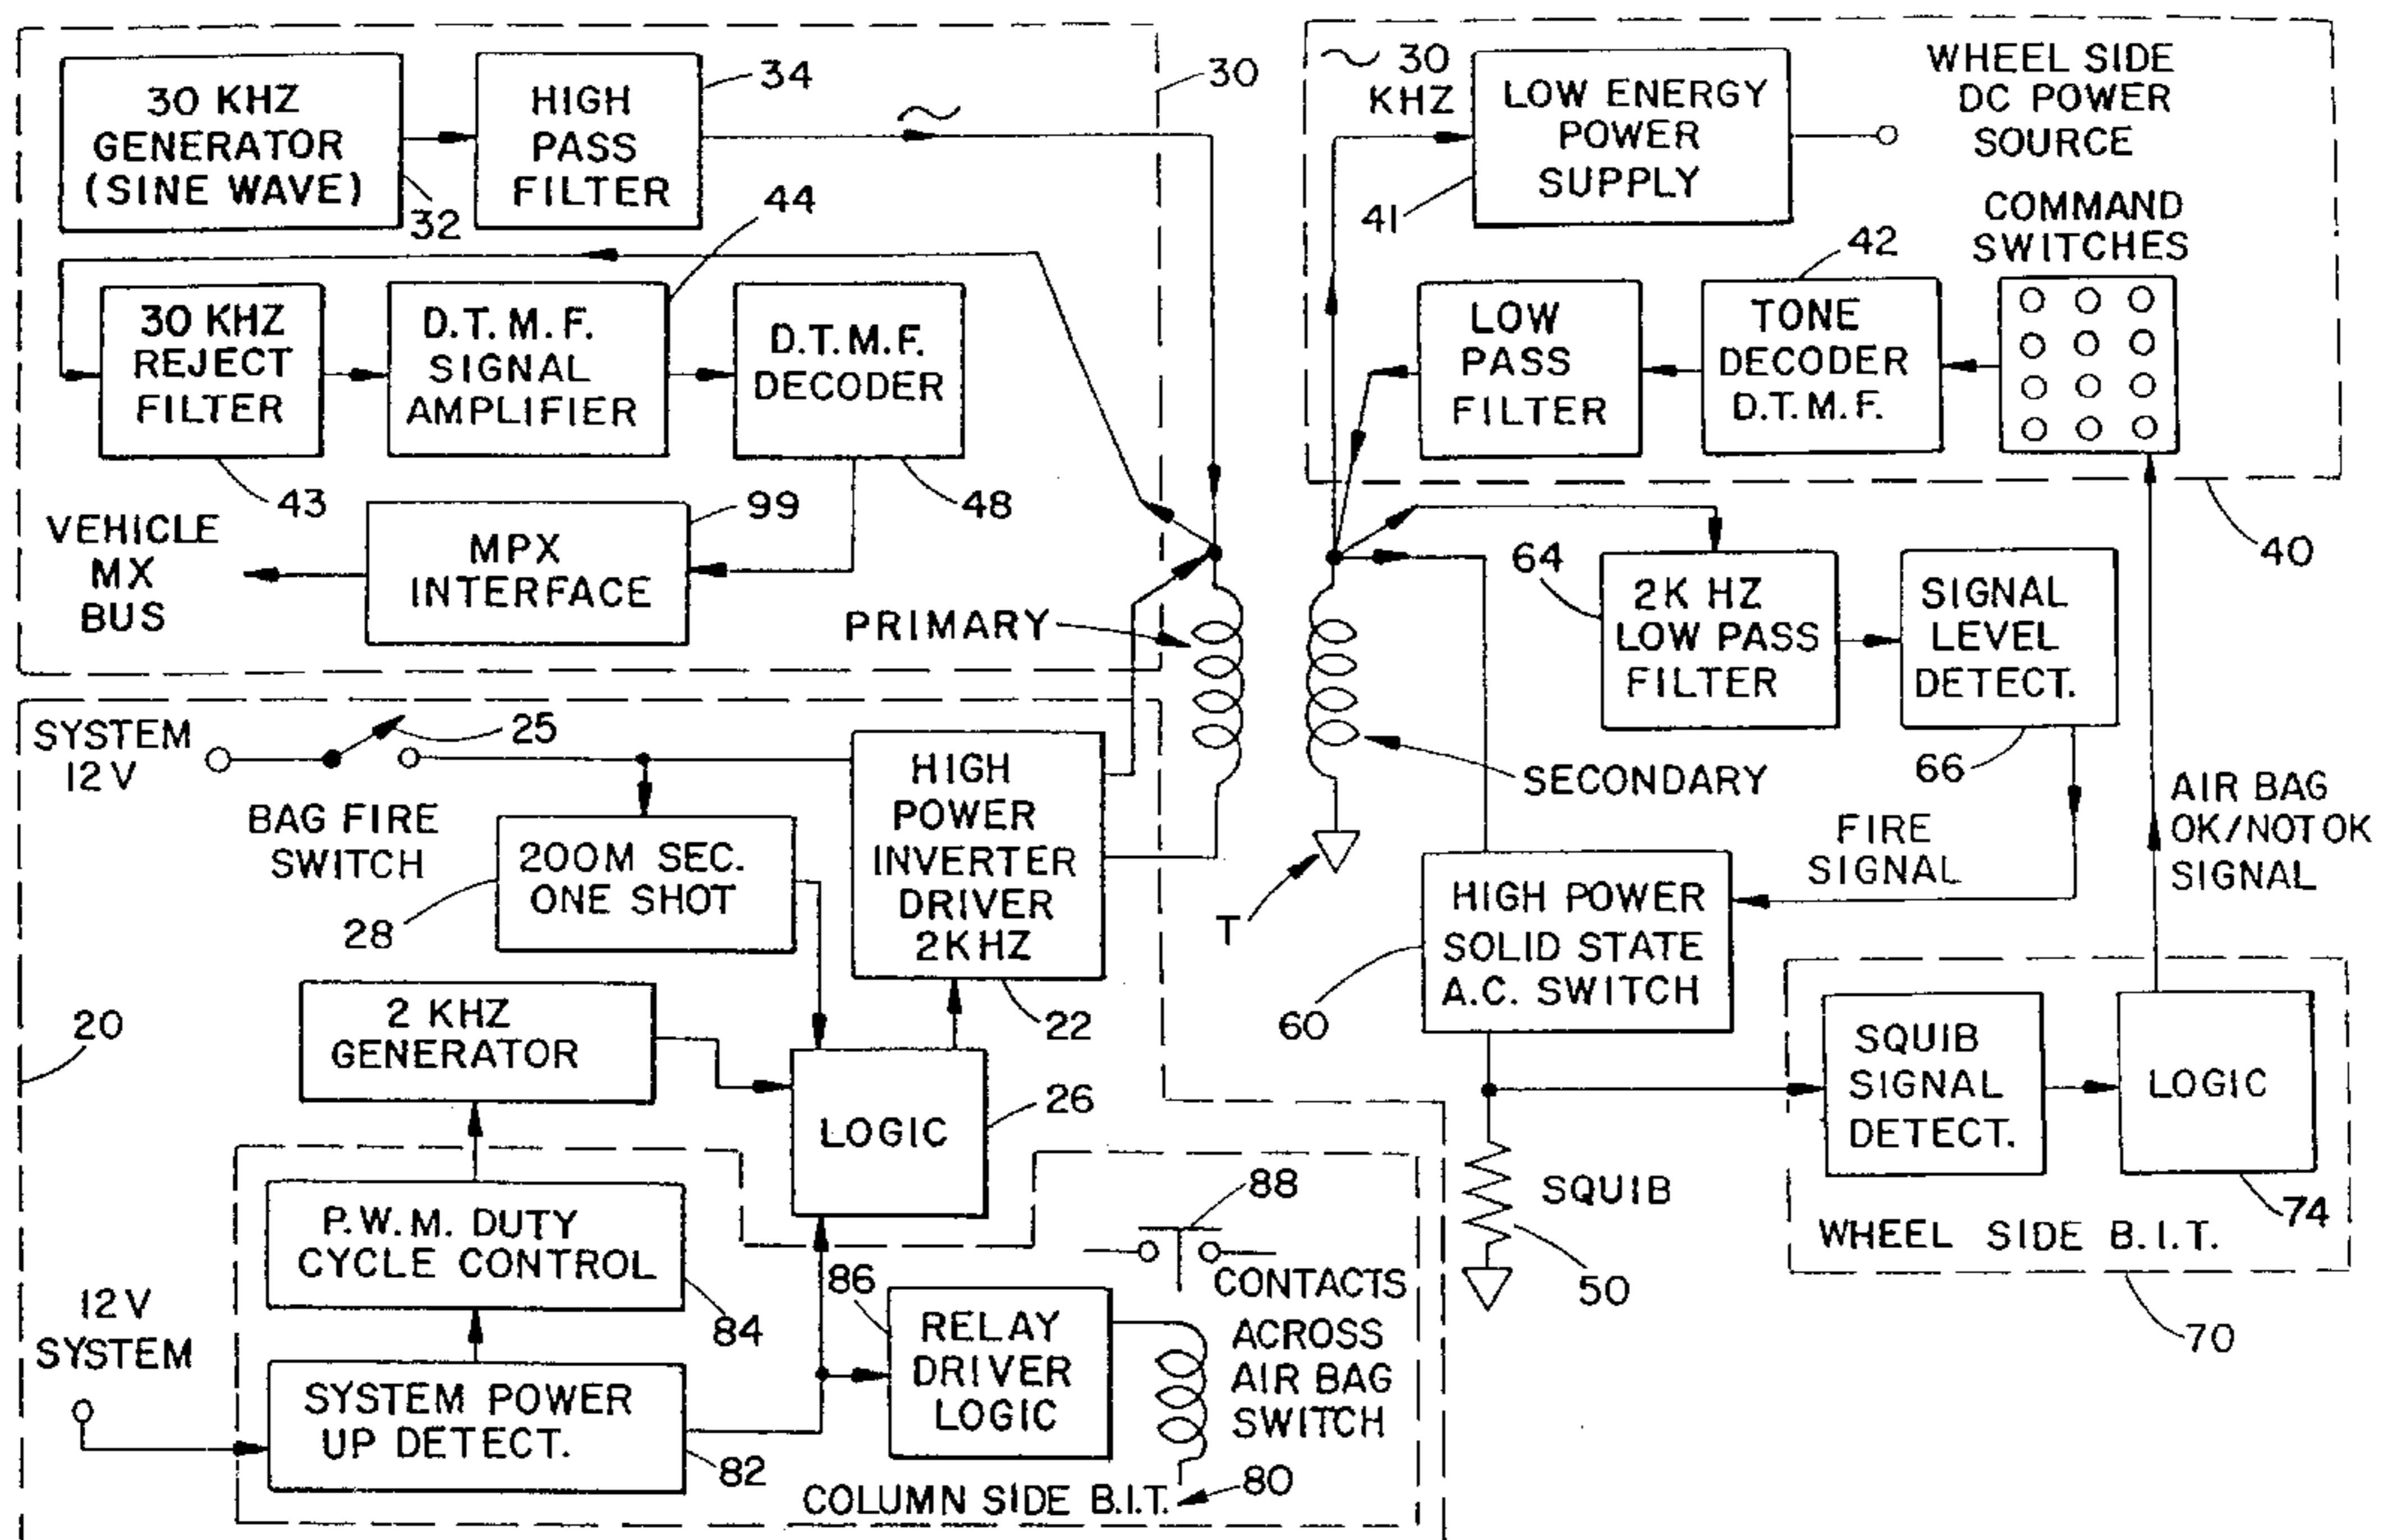 30 KHZ
GENERATOR
(SINE WAVE)
32
HIGH
PASS
FILTER
34
30
44
30 KHZ
REJECT
FILTER
43
D.T.M.F.
SIGNAL
AMPLIFIER
D.T.M.F.
DECODER
48
99
MPX
INTERFACE
VEHICLE
MX
BUS
PRIMARY
~ 30
KHZ
LOW ENERGY
POWER
SUPPLY
41
WHEEL SIDE
DC POWER
SOURCE
COMMAND
SWITCHES
42
LOW
PASS
FILTER
TONE
DECODER
D.T.M.F.
40
64
2K HZ
LOW PASS
FILTER
SIGNAL
LEVEL
DETECT.
66
SECONDARY
T
FIRE
SIGNAL
AIR BAG
OK/NOT OK
SIGNAL
SYSTEM
12V
25
BAG FIRE
SWITCH
200M SEC.
ONE SHOT
28
HIGH
POWER
INVERTER
DRIVER
2KHZ
22
20
2 KHZ
GENERATOR
LOGIC
26
HIGH POWER
SOLID STATE
A.C. SWITCH
60
SQUIB
50
SQUIB
SIGNAL
DETECT.
LOGIC
74
WHEEL SIDE B.I.T.
70
P.W.M. DUTY
CYCLE CONTROL
84
12V
SYSTEM
SYSTEM POWER
UP DETECT.
82
86
RELAY
DRIVER
LOGIC
88
CONTACTS
ACROSS
AIR BAG
SWITCH
COLUMN SIDE B.I.T.
80